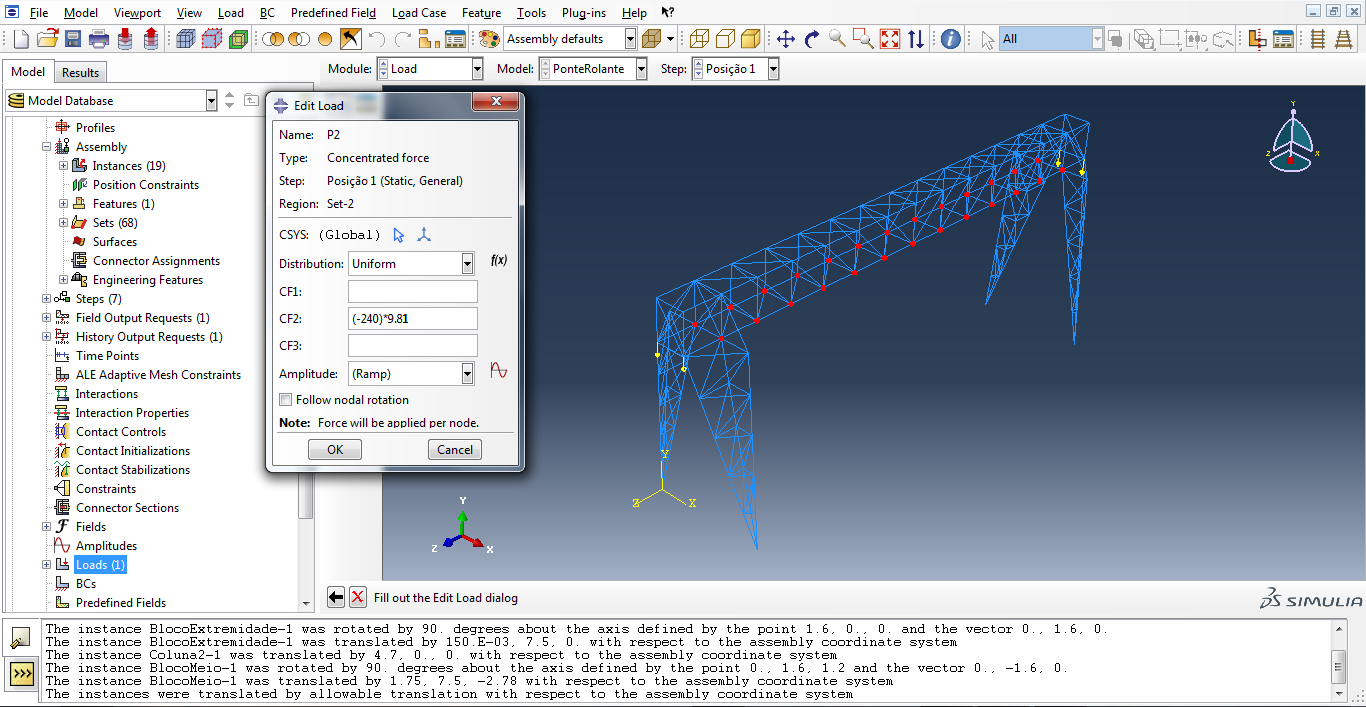 File Model Viewport View Load BC Predefined Field Load Case Feature Tools Plug-ins Help
Assembly defaults All
Model Results
Module: Load Model: PonteRolante Step: Posição 1
Model Database
Profiles
Assembly
Instances (19)
Position Constraints
Features (1)
Sets (68)
Surfaces
Connector Assignments
Engineering Features
Steps (7)
Field Output Requests (1)
History Output Requests (1)
Time Points
ALE Adaptive Mesh Constraints
Interactions
Interaction Properties
Contact Controls
Contact Initializations
Contact Stabilizations
Constraints
Connector Sections
Fields
Amplitudes
Loads (1)
BCs
Predefined Fields
Edit Load
Name: P2
Type: Concentrated force
Step: Posição 1 (Static, General)
Region: Set-2
CSYS: (Global)
Distribution: Uniform f(x)
CF1:
CF2: (-240)*9.81
CF3:
Amplitude: (Ramp)
Follow nodal rotation
Note: Force will be applied per node.
OK Cancel
Y
Z X
Y
Z X
Y
Z X
Fill out the Edit Load dialog
SIMULIA
The instance BlocoExtremidade-1 was rotated by 90. degrees about the axis defined by the point 1.6, 0., 0. and the vector 0., 1.6, 0.
The instance BlocoExtremidade-1 was translated by 150.E-03, 7.5, 0. with respect to the assembly coordinate system
The instance Coluna2-1 was translated by 4.7, 0., 0. with respect to the assembly coordinate system
The instance BlocoMeio-1 was rotated by 90. degrees about the axis defined by the point 0., 1.6, 1.2 and the vector 0., -1.6, 0.
The instance BlocoMeio-1 was translated by 1.75, 7.5, -2.78 with respect to the assembly coordinate system
The instances were translated by allowable translation with respect to the assembly coordinate system